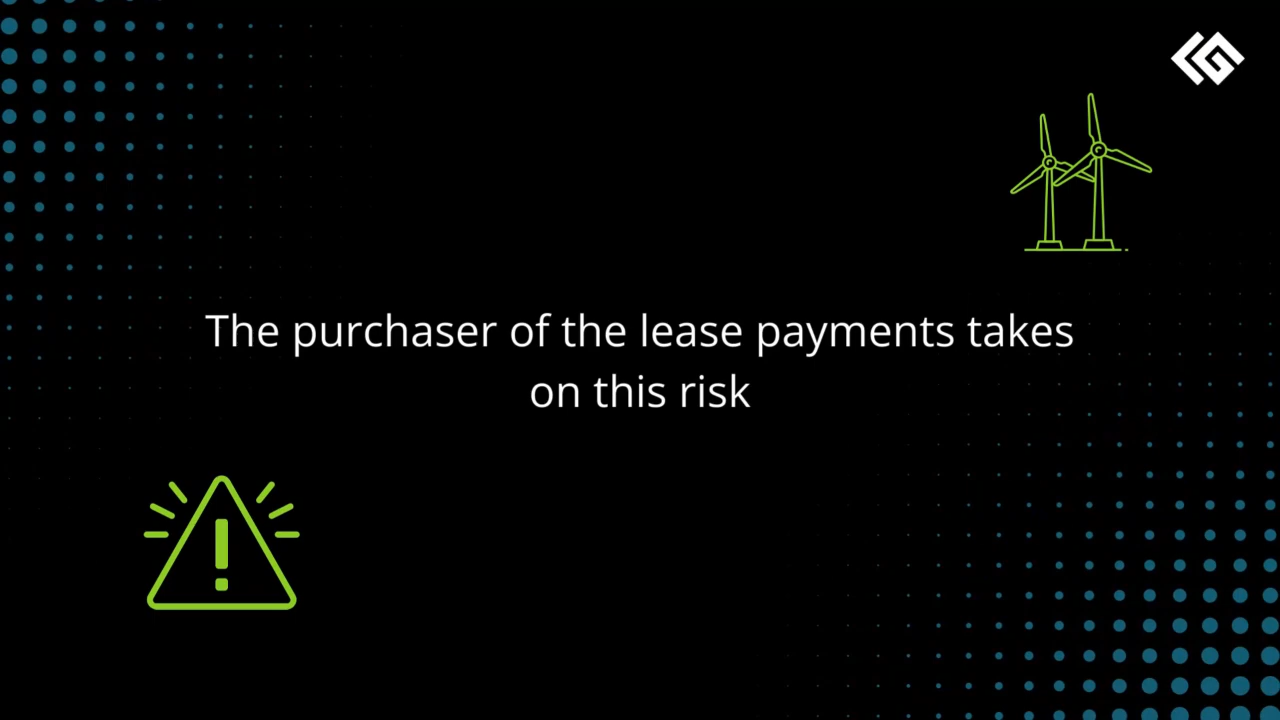 The purchaser of the lease payments takes
on this risk